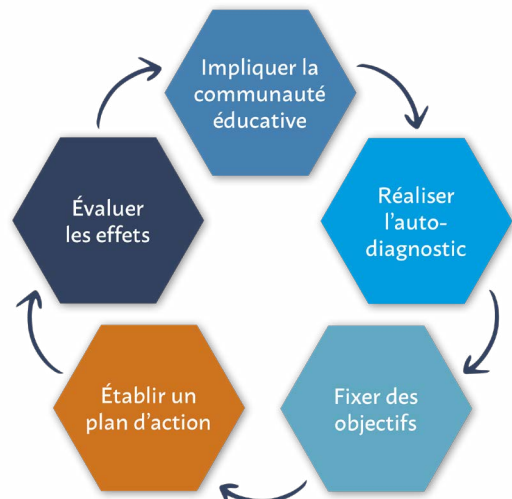 Impliquer la
communauté
éducative
Réaliser
l'auto-
diagnostic
Fixer des
objectifs
Établir un
plan d'action
Évaluer
les effets